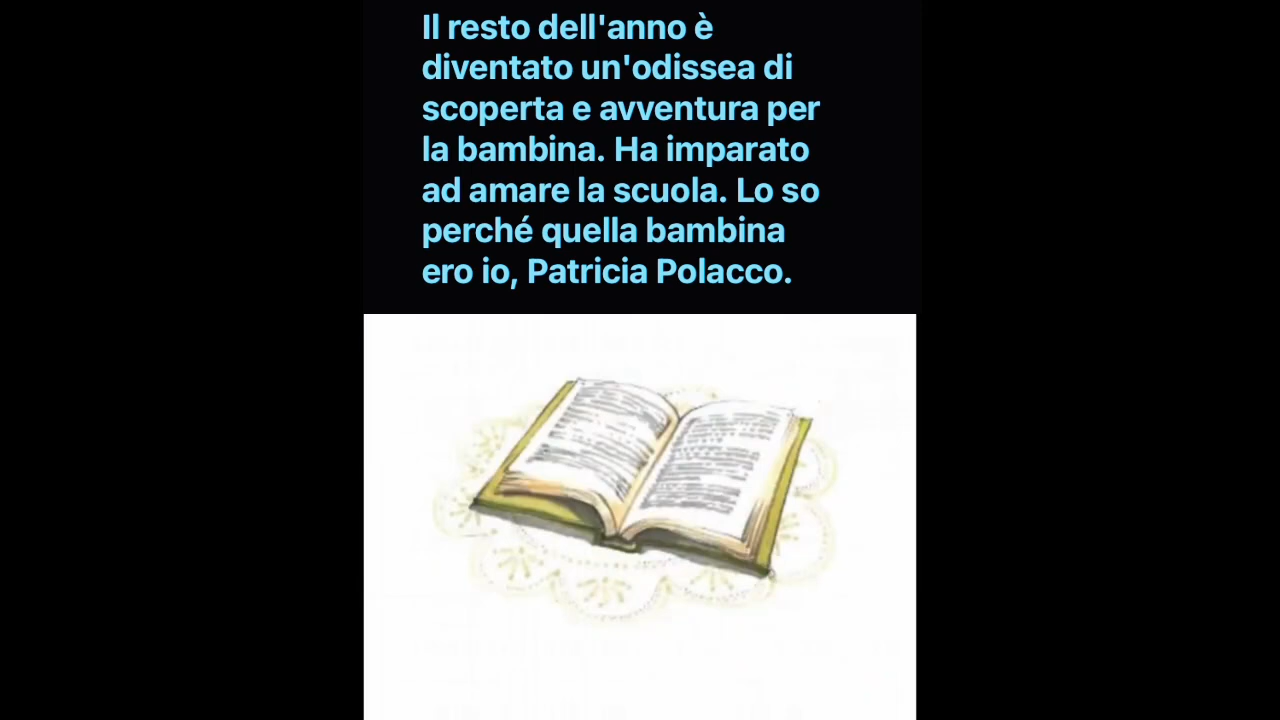 Il resto dell'anno è
diventato un'odissea di
scoperta e avventura per
la bambina. Ha imparato
ad amare la scuola. Lo so
perché quella bambina
ero io, Patricia Polacco.